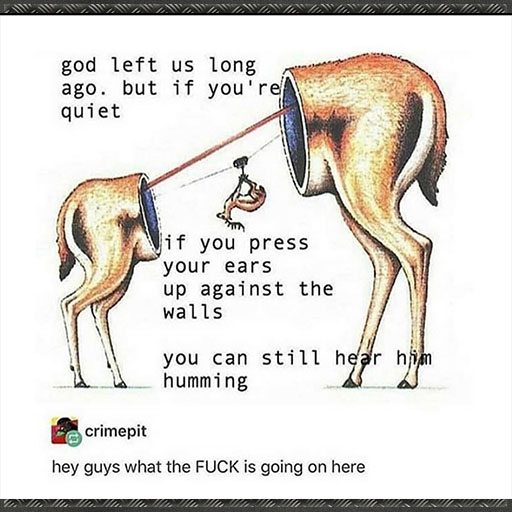 god left us long
ago. but if you're
quiet
if you press
your ears
up against the
walls
you can still hear him
humming
crimepit
hey guys what the FUCK is going on here